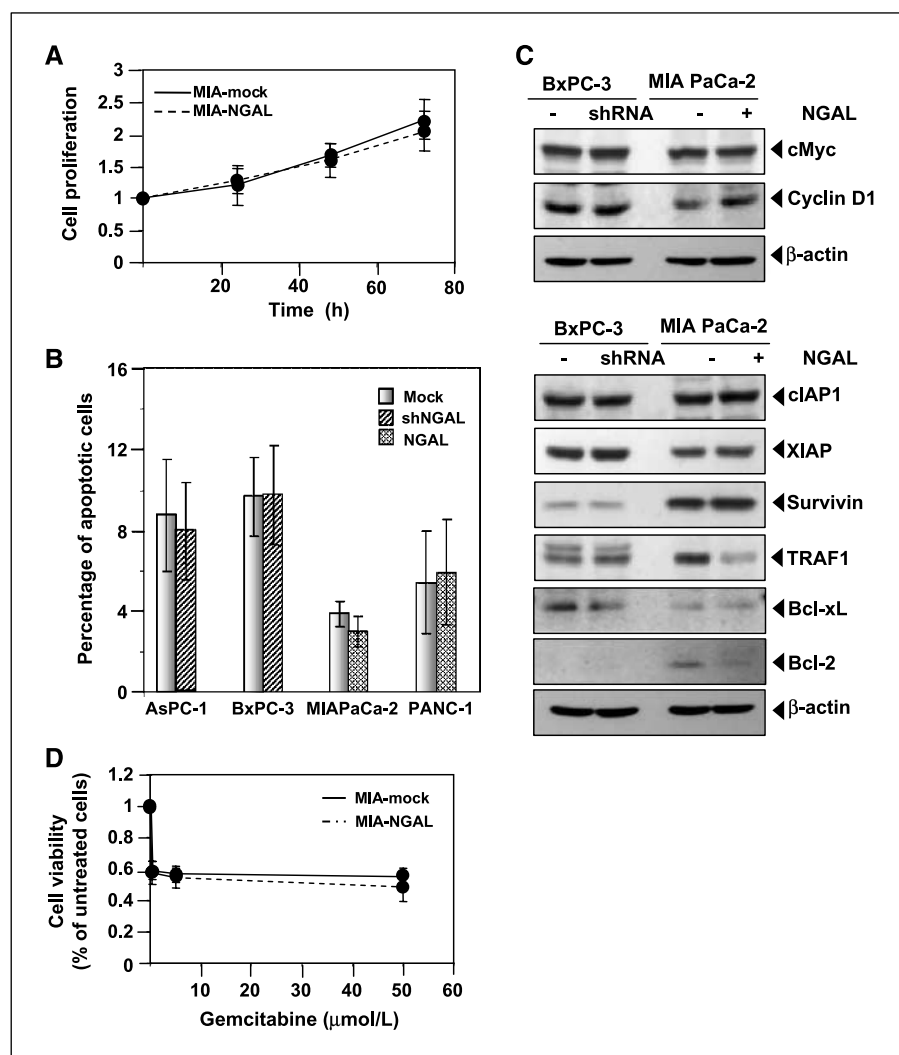 A
MIA-mock
MIA-NGAL
Cell proliferation
3
2.5
2
1.5
1
0.5
0
20
40
60
80
Time (h)
B
Percentage of apoptotic cells
16
12
8
4
0
Mock
shNGAL
NGAL
AsPC-1 BxPC-3 MIAPaCa-2 PANC-1
C
BxPC-3 MIA PaCa-2
- shRNA - + NGAL
cMyc
Cyclin D1
β-actin
BxPC-3 MIA PaCa-2
- shRNA - + NGAL
cIAP1
XIAP
Survivin
TRAF1
Bcl-xL
Bcl-2
β-actin
D
MIA-mock
MIA-NGAL
Cell viability
(% of untreated cells)
1.2
1
0.8
0.6
0.4
0.2
0
10 20 30 40 50 60
Gemcitabine (μmol/L)